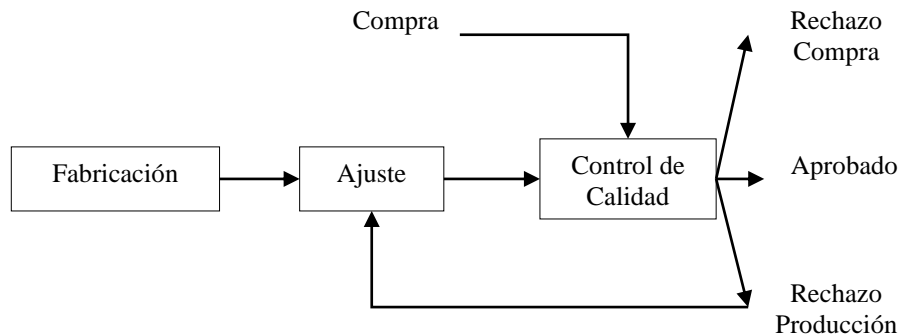 Compra
Rechazo
Compra
Fabricación
Ajuste
Control de
Calidad
Aprobado
Rechazo
Producción